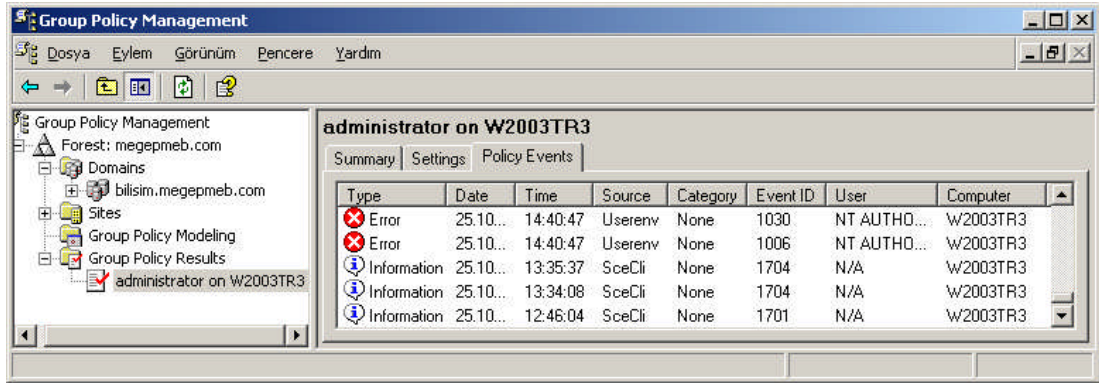 Group Policy Management
Dosya Eylem Görünüm Pencere Yardım
Group Policy Management
Forest: megepmeb.com
Domains
bilisim.megepmeb.com
Sites
Group Policy Modeling
Group Policy Results
administrator on W2003TR3
administrator on W2003TR3
Summary Settings Policy Events
Type Date Time Source Category Event ID User Computer
Error 25.10... 14:40:47 Userenv None 1030 NT AUTHO... W2003TR3
Error 25.10... 14:40:47 Userenv None 1006 NT AUTHO... W2003TR3
Information 25.10... 13:35:37 SceCli None 1704 N/A W2003TR3
Information 25.10... 13:34:08 SceCli None 1704 N/A W2003TR3
Information 25.10... 12:46:04 SceCli None 1701 N/A W2003TR3